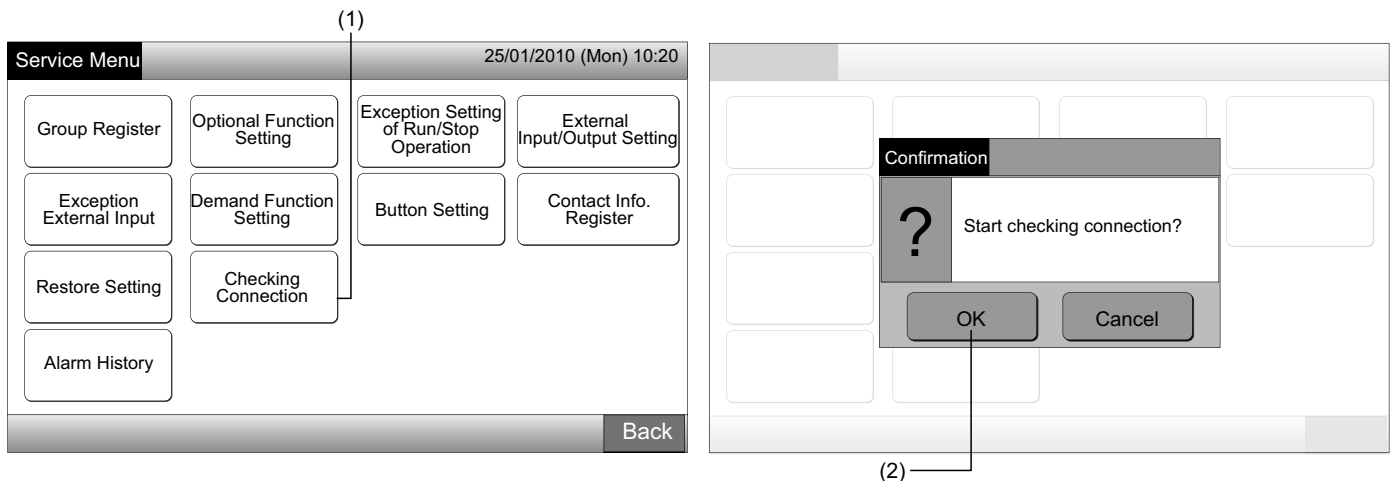 (1)
Service Menu
25/01/2010 (Mon) 10:20
Group Register
Optional Function
Setting
Exception Setting
of Run/Stop
Operation
External
Input/Output Setting
Exception
External Input
Demand Function
Setting
Button Setting
Contact Info.
Register
Restore Setting
Checking
Connection
Alarm History
Back
Confirmation
?
Start checking connection?
OK
Cancel
(2)